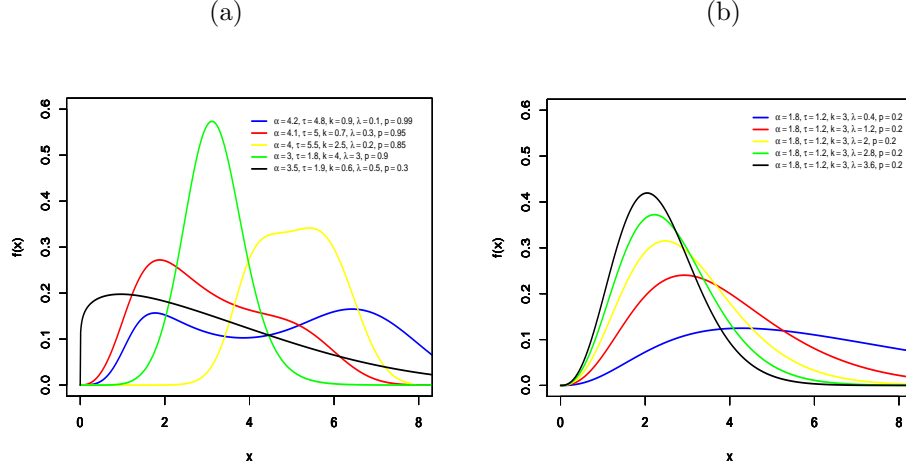 (a)
α = 4.2, τ = 4.8, k = 0.9, λ = 0.1, p = 0.99
α = 4.1, τ = 5, k = 0.7, λ = 0.3, p = 0.95
α = 4, τ = 5.5, k = 2.5, λ = 0.2, p = 0.85
α = 3, τ = 1.8, k = 4, λ = 3, p = 0.9
α = 3.5, τ = 1.9, k = 0.6, λ = 0.5, p = 0.3
f(x)
0.6
0.5
0.4
0.3
0.2
0.1
0.0
0 2 4 6 8
x
(b)
α = 1.8, τ = 1.2, k = 3, λ = 0.4, p = 0.2
α = 1.8, τ = 1.2, k = 3, λ = 1.2, p = 0.2
α = 1.8, τ = 1.2, k = 3, λ = 2, p = 0.2
α = 1.8, τ = 1.2, k = 3, λ = 2.8, p = 0.2
α = 1.8, τ = 1.2, k = 3, λ = 3.6, p = 0.2
f(x)
0.6
0.5
0.4
0.3
0.2
0.1
0.0
0 2 4 6 8
x